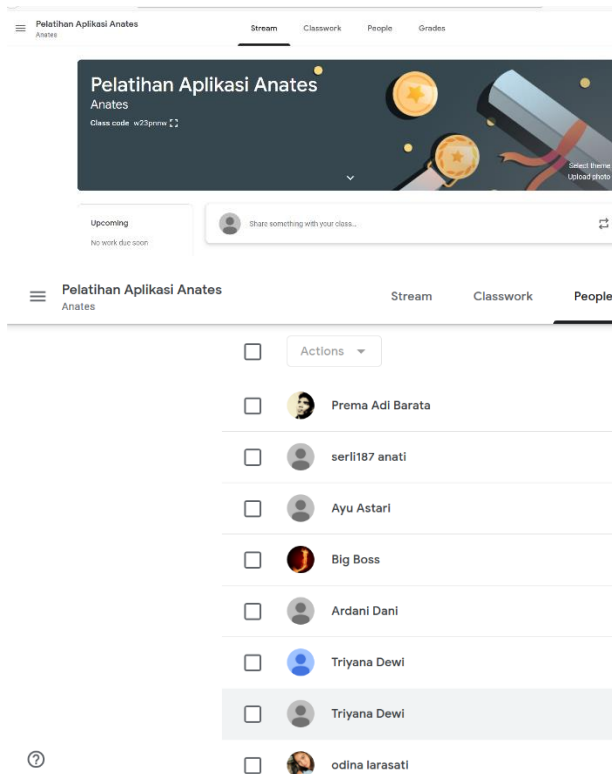 Pelatihan Aplikasi Anates
Anates
Stream Classwork People Grades
Pelatihan Aplikasi Anates
Anates
Class code w23pnnw
Select theme
Upload photo
Upcoming
No work due soon
Share something with your class...
Pelatihan Aplikasi Anates
Anates
Stream Classwork People
Actions
Prema Adi Barata
serli187 anati
Ayu Astari
Big Boss
Ardani Dani
Triyana Dewi
Triyana Dewi
odina larasati